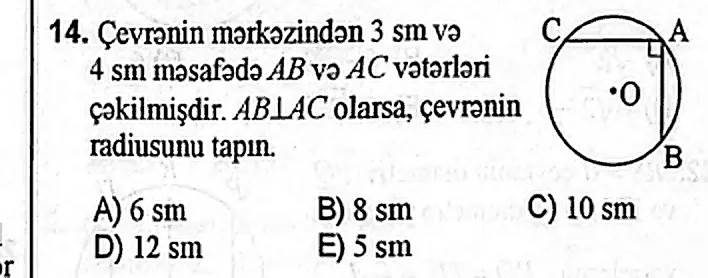 14. Çevrənin mərkəzindən 3 sm və
4 sm məsafədə AB və AC vətərləri
çəkilmişdir. AB⊥AC olarsa, çevrənin
radiusunu tapın.
C A
O
B
A) 6 sm B) 8 sm C) 10 sm
D) 12 sm E) 5 sm